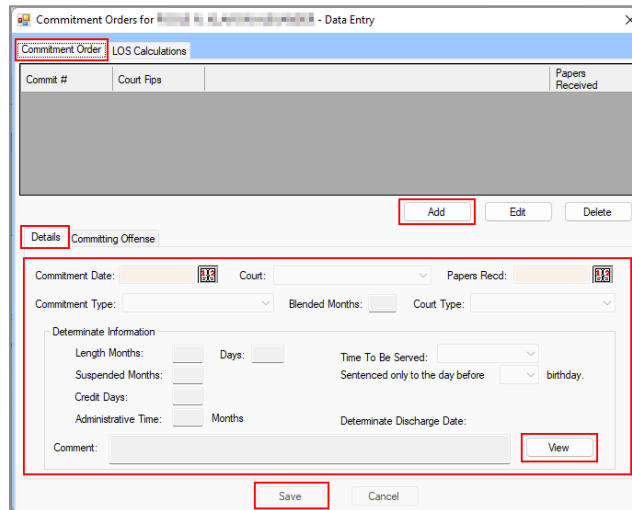 Commitment Orders for - Data Entry
Commitment Order LOS Calculations
Commit # Court Fips Papers Received
Add Edit Delete
Details Committing Offense
Commitment Date: Court: Papers Recd:
Commitment Type: Blended Months: Court Type:
Determinate Information
Length Months: Days: Time To Be Served:
Suspended Months: Sentenced only to the day before birthday.
Credit Days:
Administrative Time: Months Determinate Discharge Date:
Comment: View
Save Cancel